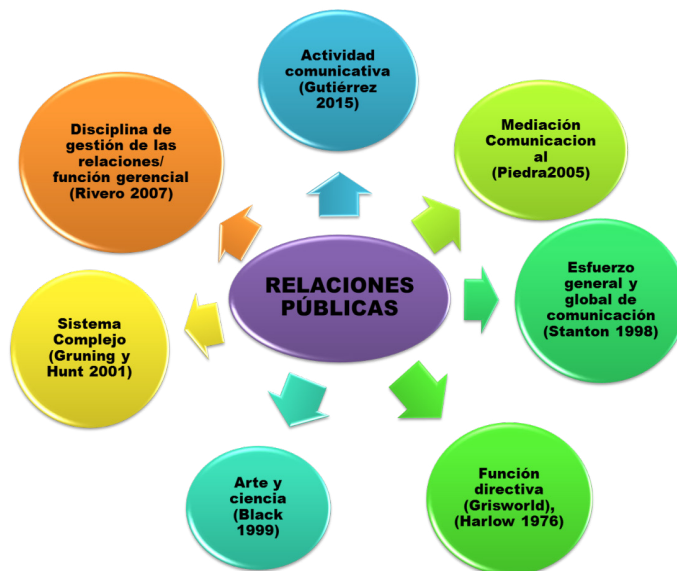 Actividad
comunicativa
(Gutiérrez
2015)
Mediación
Comunicacion
al
(Piedra2005)
Esfuerzo
general y
global de
comunicación
(Stanton 1998)
Función
directiva
(Grisworld),
(Harlow 1976)
Arte y
ciencia
(Black
1999)
Sistema
Complejo
(Gruning y
Hunt 2001)
Disciplina de
gestión de las
relaciones/
función gerencial
(Rivero 2007)
RELACIONES
PÚBLICAS